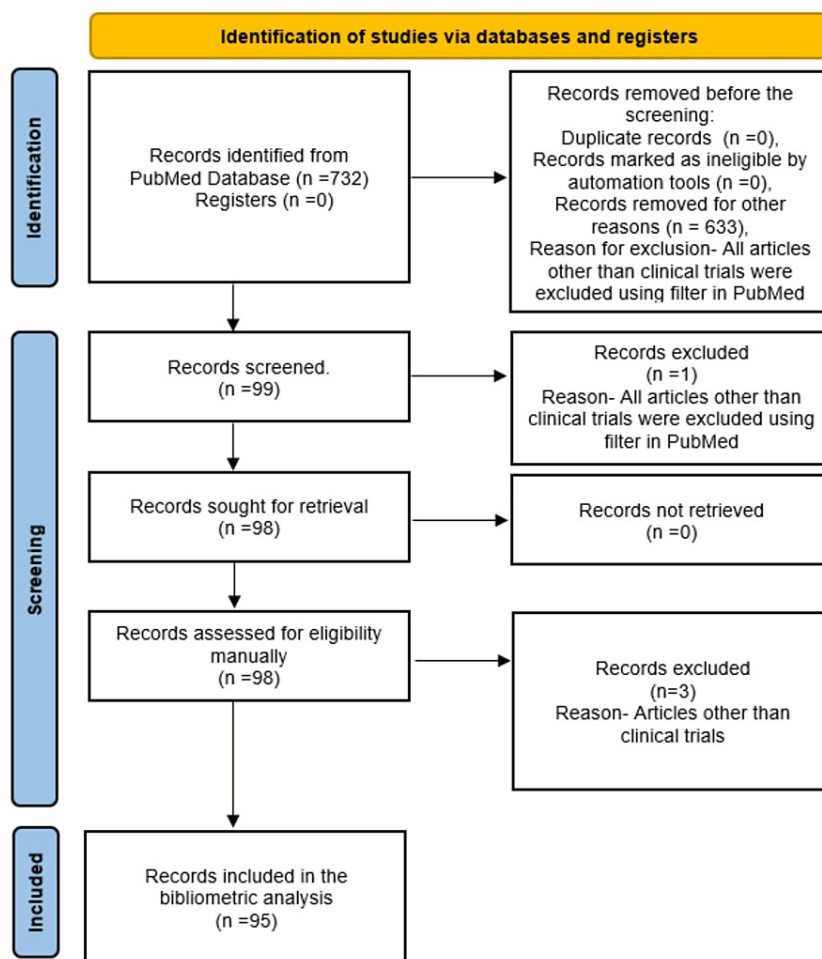 Identification of studies via databases and registers
Identification
Records identified from
PubMed Database (n =732)
Registers (n =0)
Records removed before the
screening:
Duplicate records (n =0),
Records marked as ineligible by
automation tools (n =0),
Records removed for other
reasons (n = 633),
Reason for exclusion- All articles
other than clinical trials were
excluded using filter in PubMed
Screening
Records screened.
(n =99)
Records excluded
(n =1)
Reason- All articles other than
clinical trials were excluded using
filter in PubMed
Records sought for retrieval
(n =98)
Records not retrieved
(n =0)
Records assessed for eligibility
manually
(n =98)
Records excluded
(n=3)
Reason- Articles other than
clinical trials
Included
Records included in the
bibliometric analysis
(n =95)